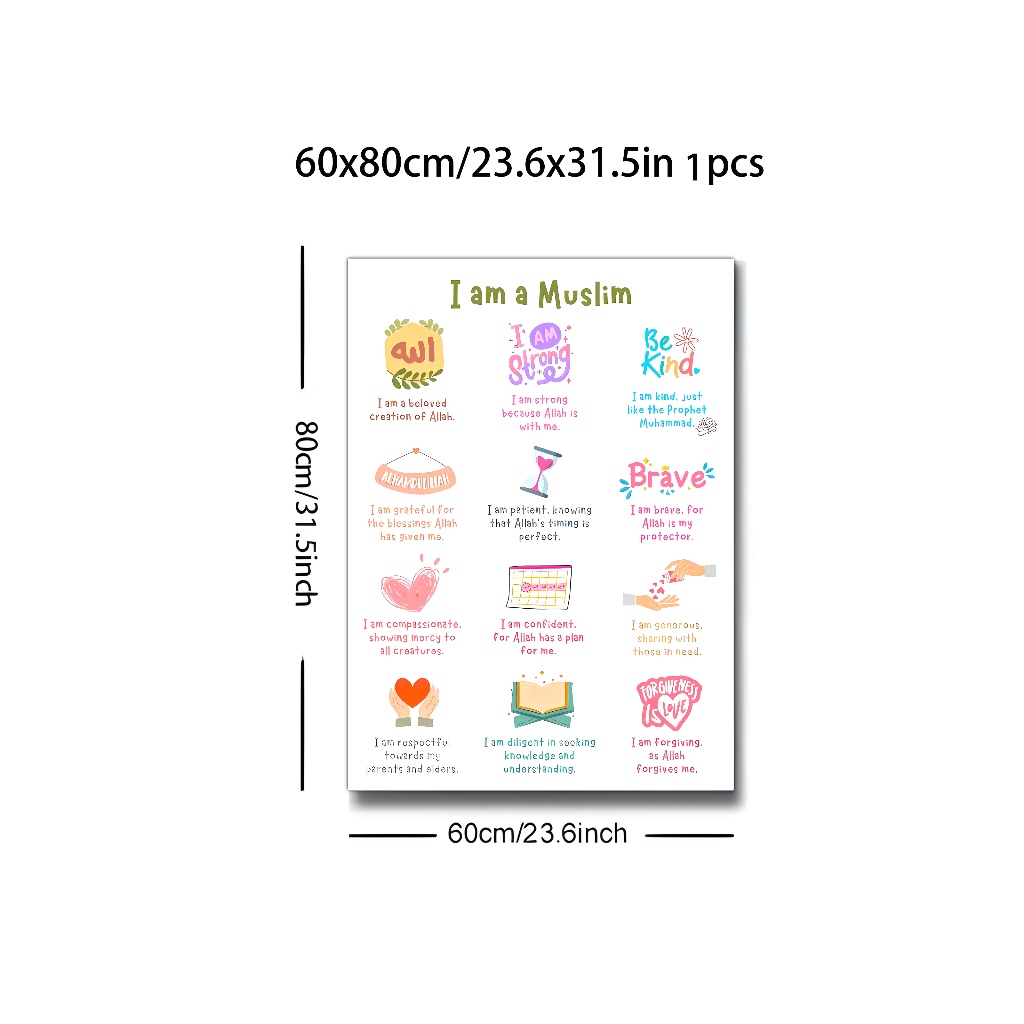 60x80cm/23.6x31.5in 1pcs
80cm/31.5inch
I am a Muslim
الله
I am a beloved
creation of Allah.
I AM
Strong
I am strong
because Allah is
with me.
Be
Kind.
I am kind, just
like the Prophet
Muhammad.
ALHAMDULILLAH
I am grateful for
the blessings Allah
has given me.
I am patient, knowing
that Allah's timing is
perfect.
Brave
I am brave, for
Allah is my
protector.
I am compassionate,
showing mercy to
all creatures.
I am confident,
for Allah has a plan
for me.
I am generous,
sharing with
those in need.
I am respectful
towards my
parents and elders.
I am diligent in seeking
knowledge and
understanding.
FORGIVENESS
IS LOVE
I am forgiving,
as Allah
forgives me.
60cm/23.6inch